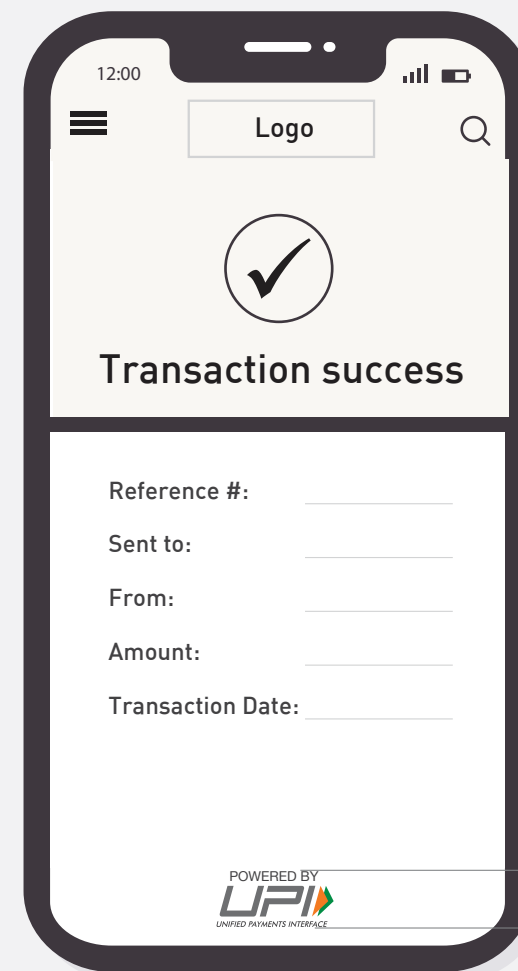 12:00
Logo
Transaction success
Reference #:
Sent to:
From:
Amount:
Transaction Date:
POWERED BY
UPI
UNIFIED PAYMENTS INTERFACE